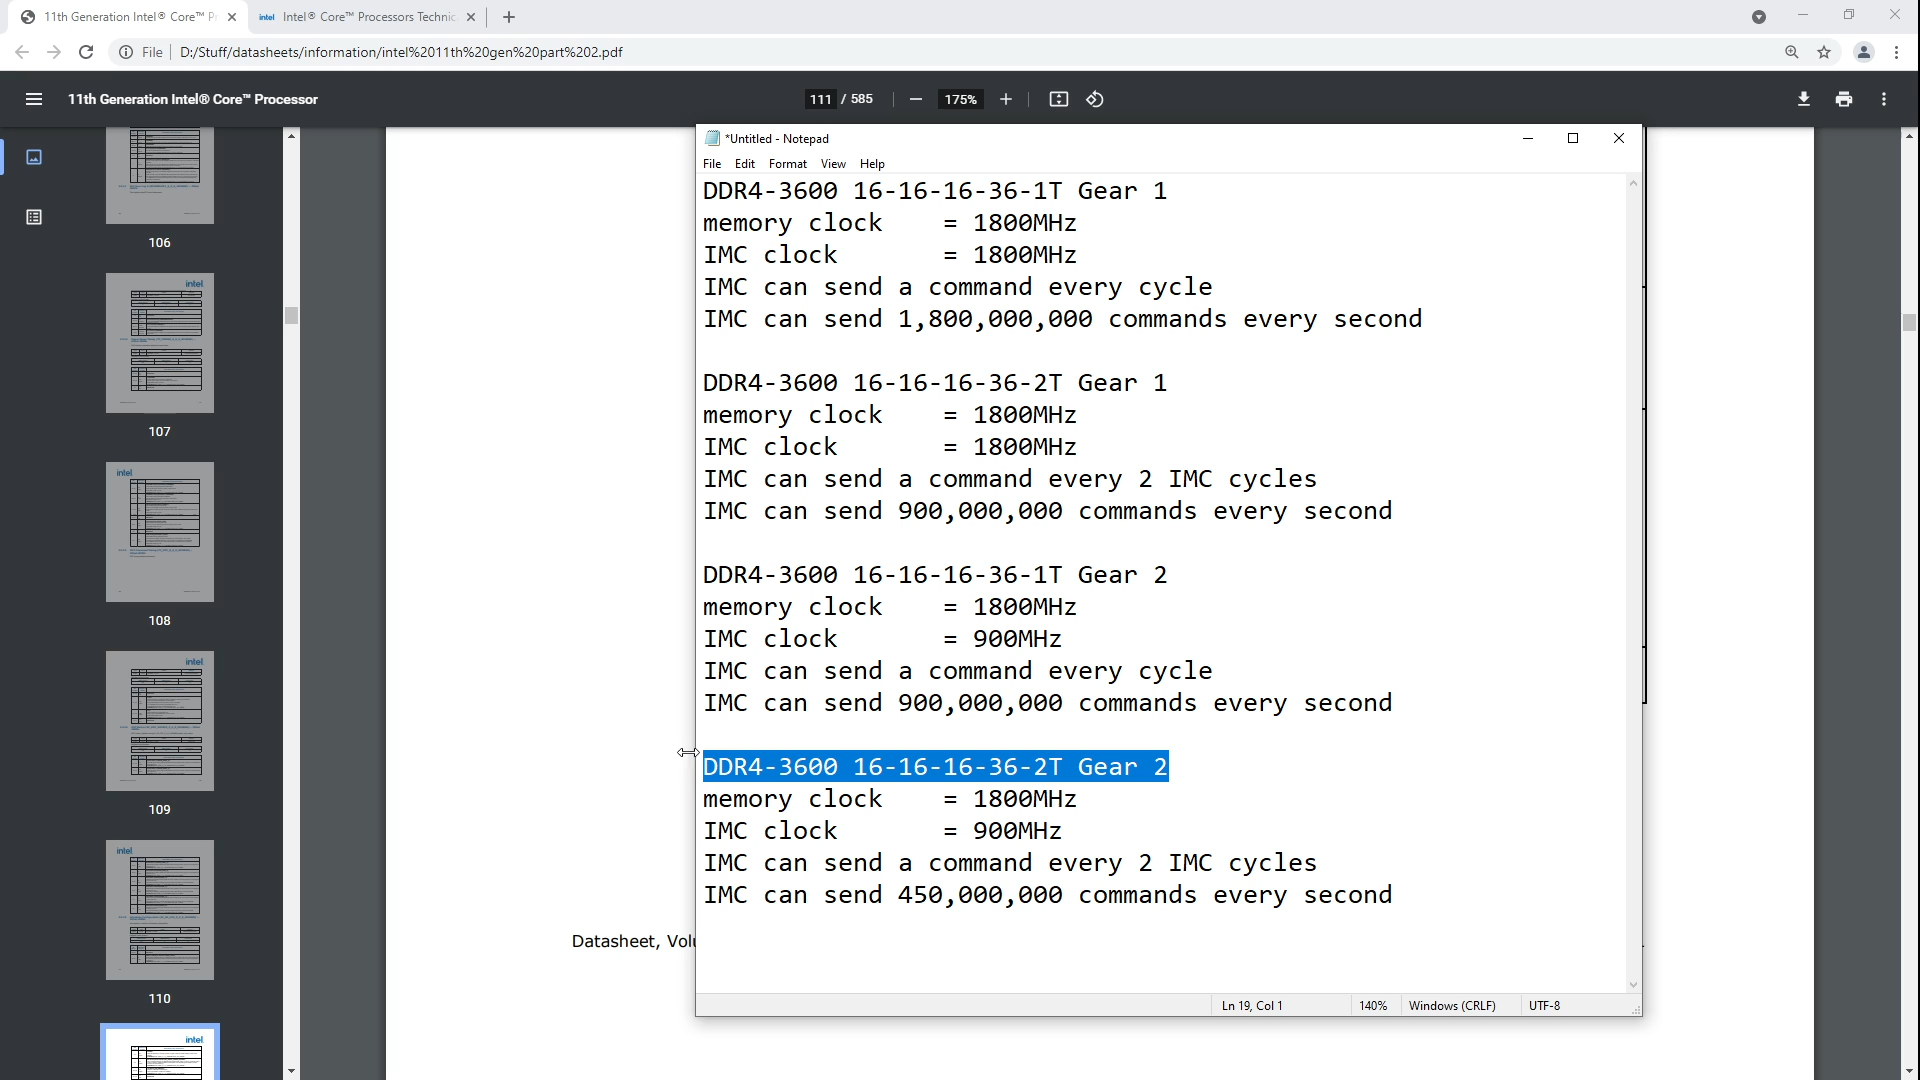 11th Generation Intel® Core™ P
intel Intel® Core™ Processors Technic
File D:/Stuff/datasheets/information/intel%2011th%20gen%20part%202.pdf
11th Generation Intel® Core™ Processor
111 / 585
175%
106
intel
107
intel
108
intel
109
intel
110
intel
*Untitled - Notepad
File Edit Format View Help
DDR4-3600 16-16-16-36-1T Gear 1
memory clock = 1800MHz
IMC clock = 1800MHz
IMC can send a command every cycle
IMC can send 1,800,000,000 commands every second
DDR4-3600 16-16-16-36-2T Gear 1
memory clock = 1800MHz
IMC clock = 1800MHz
IMC can send a command every 2 IMC cycles
IMC can send 900,000,000 commands every second
DDR4-3600 16-16-16-36-1T Gear 2
memory clock = 1800MHz
IMC clock = 900MHz
IMC can send a command every cycle
IMC can send 900,000,000 commands every second
DDR4-3600 16-16-16-36-2T Gear 2
memory clock = 1800MHz
IMC clock = 900MHz
IMC can send a command every 2 IMC cycles
IMC can send 450,000,000 commands every second
Datasheet, Volu
Ln 19, Col 1
140%
Windows (CRLF)
UTF-8